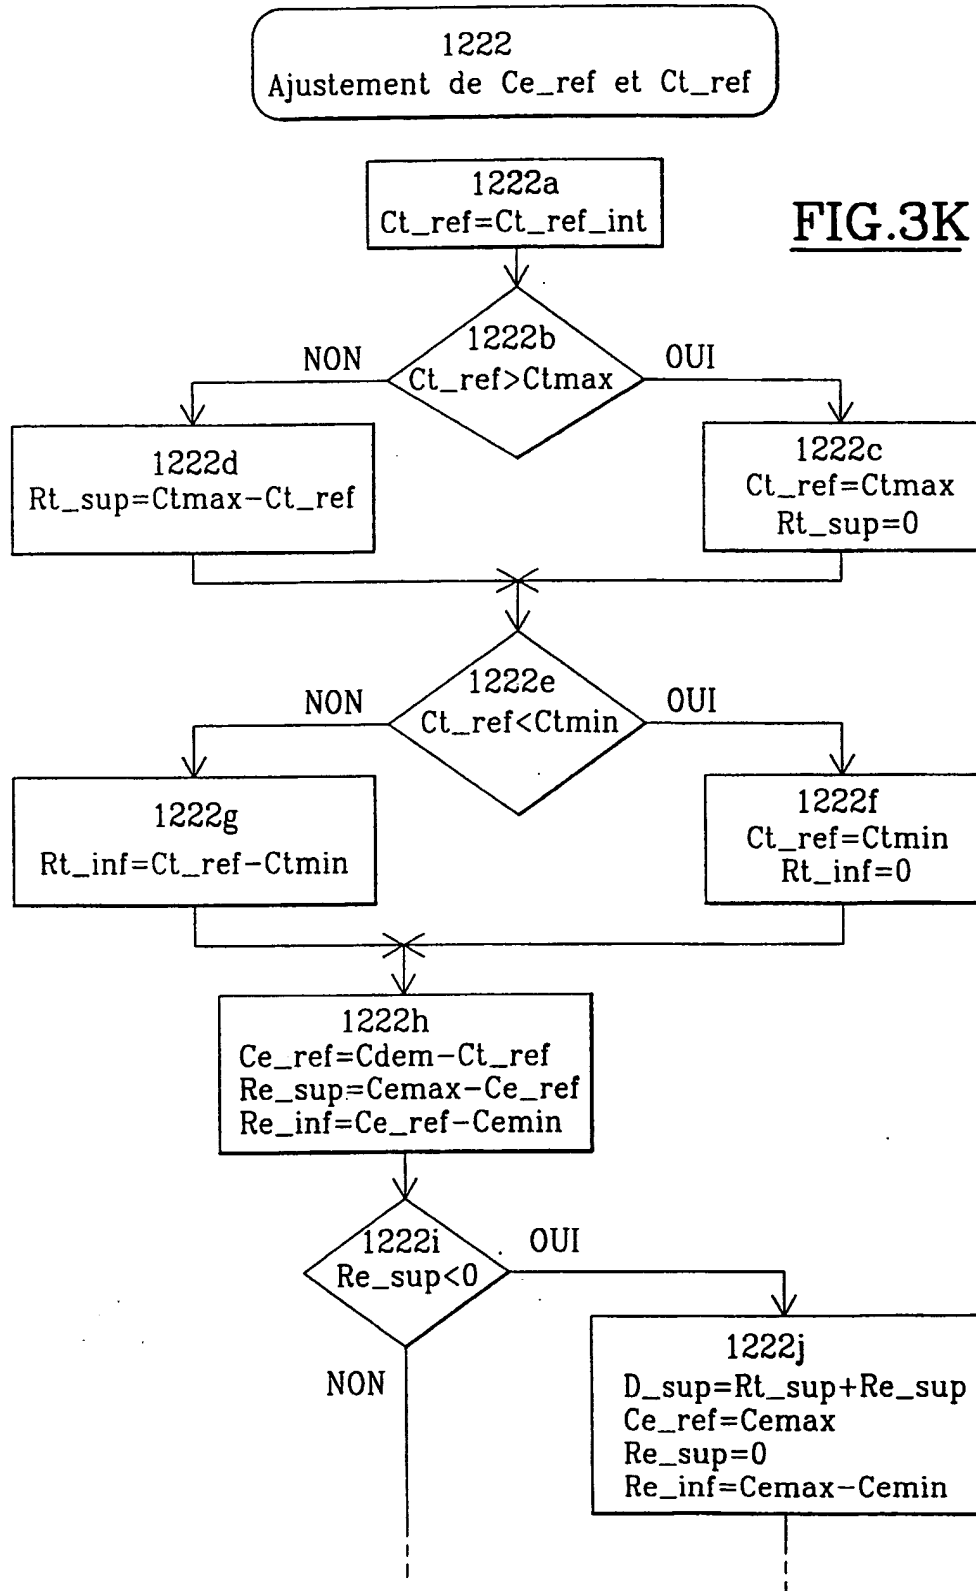 1222
Ajustement de Ce_ref et Ct_ref
1222a
Ct_ref=Ct_ref_int
FIG.3K
1222b
Ct_ref>Ctmax
NON
OUI
1222d
Rt_sup=Ctmax-Ct_ref
1222c
Ct_ref=Ctmax
Rt_sup=0
1222e
Ct_ref<Ctmin
NON
OUI
1222g
Rt_inf=Ct_ref-Ctmin
1222f
Ct_ref=Ctmin
Rt_inf=0
1222h
Ce_ref=Cdem-Ct_ref
Re_sup=Cemax-Ce_ref
Re_inf=Ce_ref-Cemin
1222i
Re_sup<0
OUI
NON
1222j
D_sup=Rt_sup+Re_sup
Ce_ref=Cemax
Re_sup=0
Re_inf=Cemax-Cemin